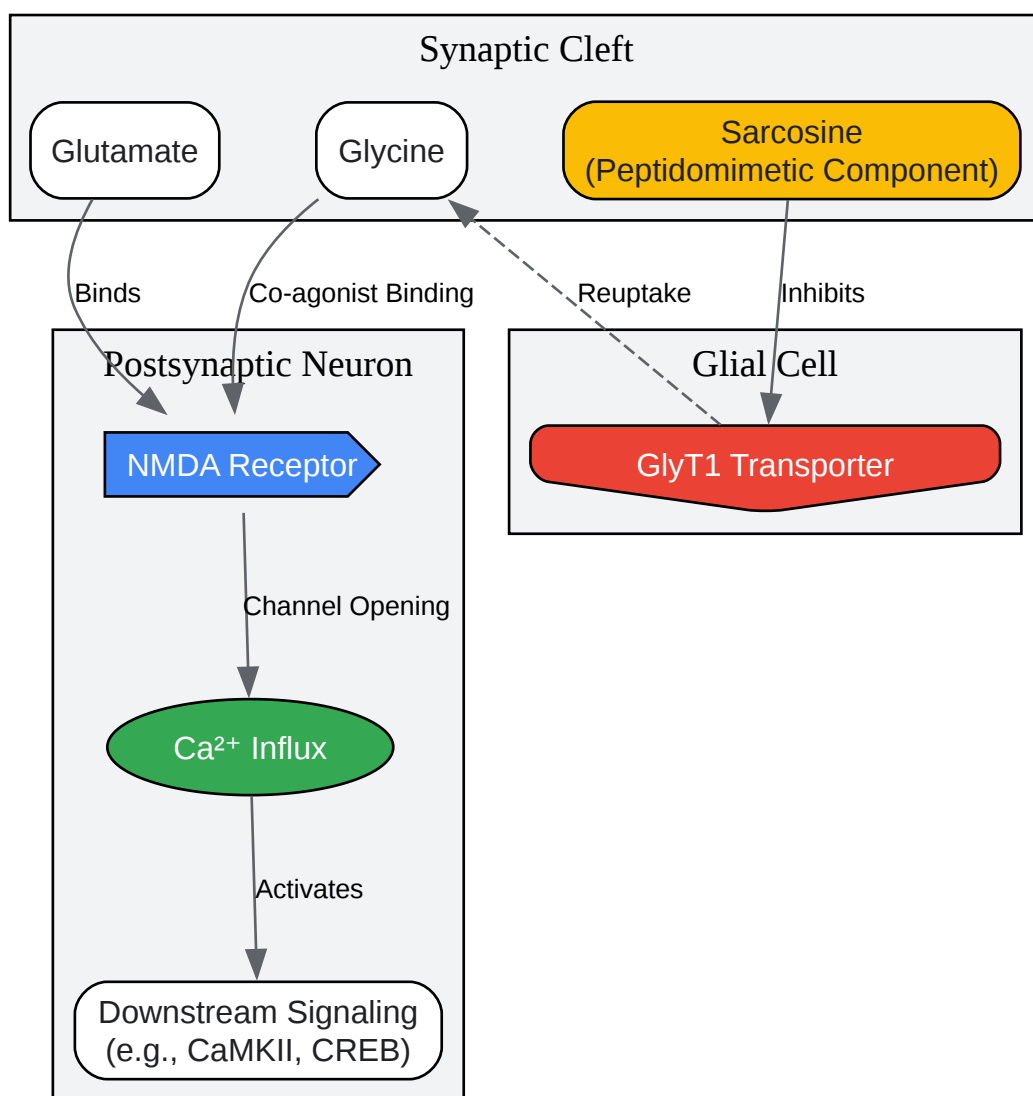 Synaptic Cleft
Glutamate
Glycine
Sarcosine
(Peptidomimetic Component)
Binds
Co-agonist Binding
Reuptake
Inhibits
Postsynaptic Neuron
Glial Cell
NMDA Receptor
GlyT1 Transporter
Channel Opening
Ca²⁺ Influx
Activates
Downstream Signaling
(e.g., CaMKII, CREB)